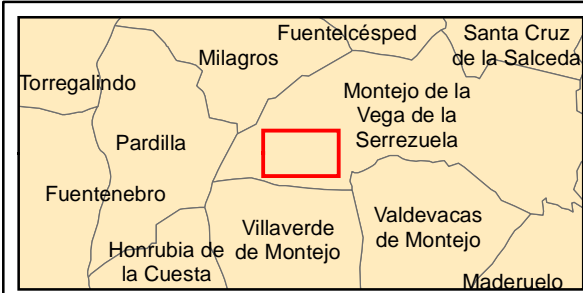 Fuentelcésped
Santa Cruz
de la Salceda
Milagros
Torregalindo
Montejo de la
Vega de la
Serrezuela
Pardilla
Fuentenebro
Villaverde
de Montejo
Valdevacas
de Montejo
Honrubia de
la Cuesta
Maderuelo